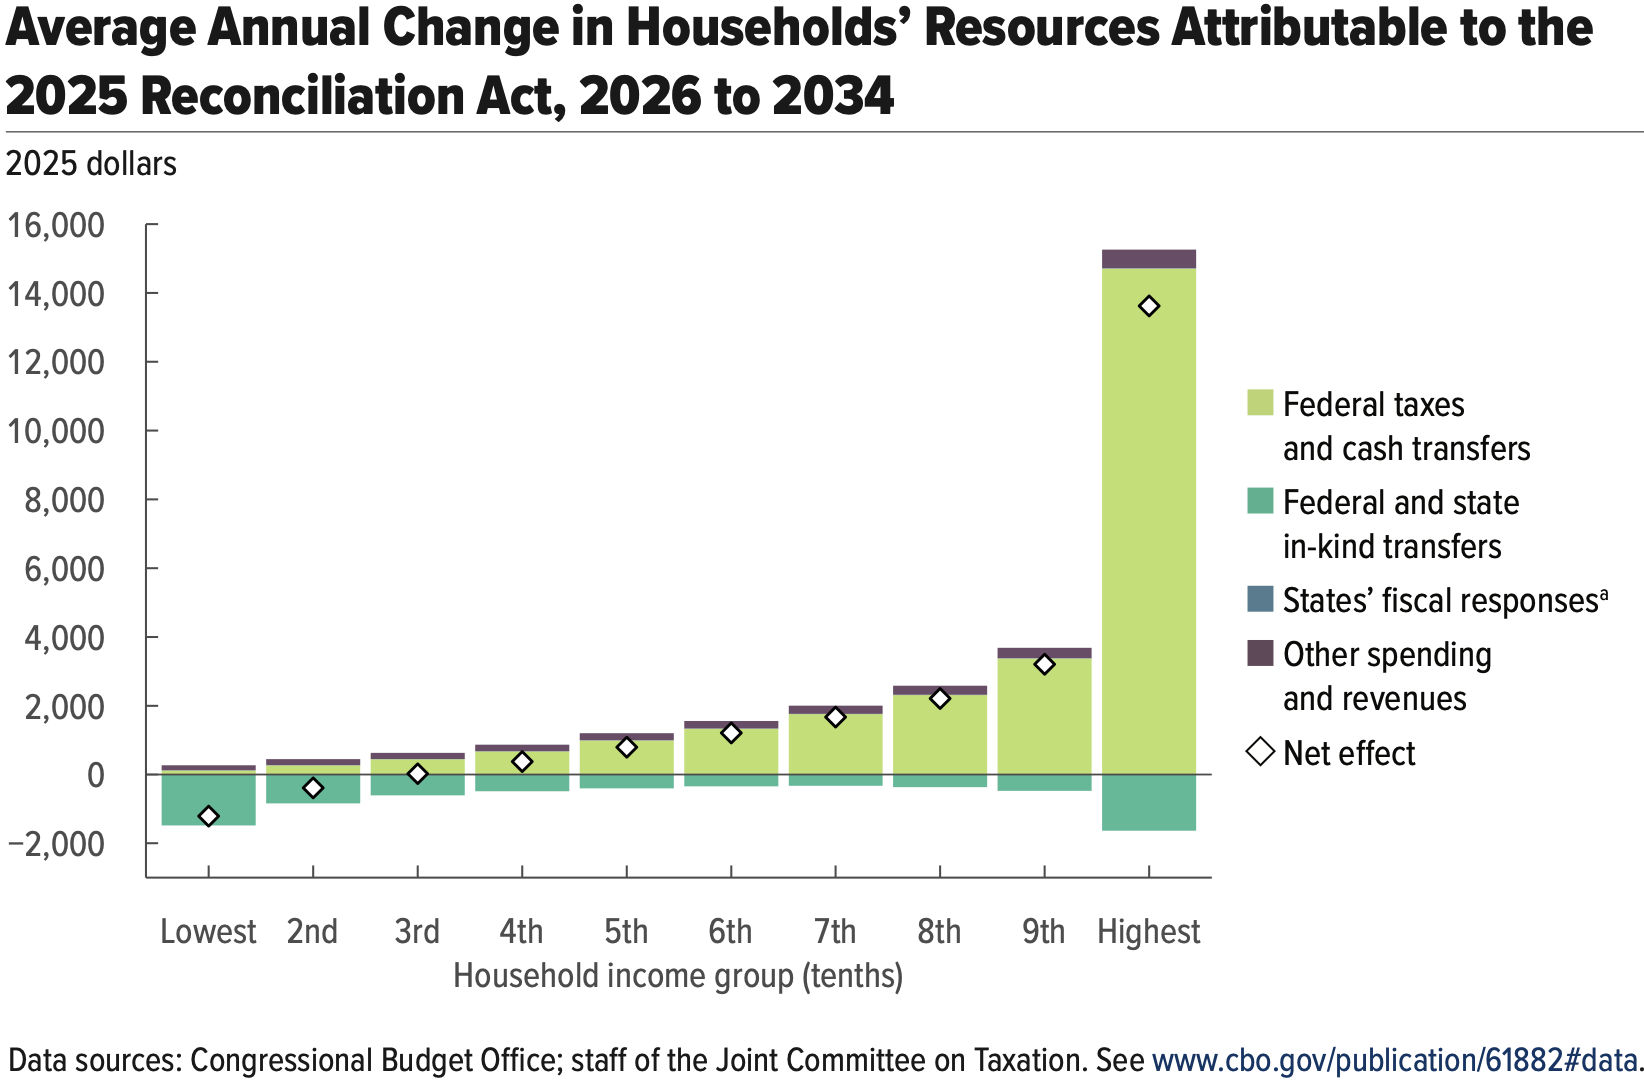 Average Annual Change in Households’ Resources Attributable to the
2025 Reconciliation Act, 2026 to 2034
2025 dollars
16,000
14,000
12,000
10,000
8,000
6,000
4,000
2,000
0
−2,000
Lowest 2nd 3rd 4th 5th 6th 7th 8th 9th Highest
Household income group (tenths)
Federal taxes
and cash transfers
Federal and state
in-kind transfers
States’ fiscal responsesᵃ
Other spending
and revenues
Net effect
Data sources: Congressional Budget Office; staff of the Joint Committee on Taxation. See www.cbo.gov/publication/61882#data.